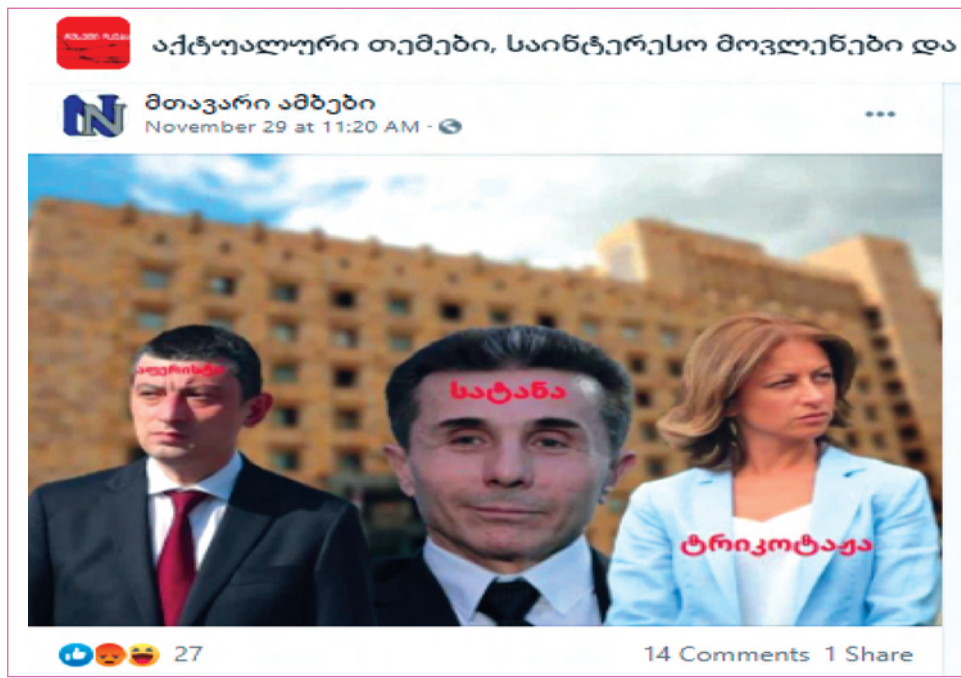 აქტუალური თემები, საინტერესო მოვლენები და
მთავარი ამბები
November 29 at 11:20 AM ·
აფერისტი
სატანა
ტრიკოტაჟა
27
14 Comments 1 Share